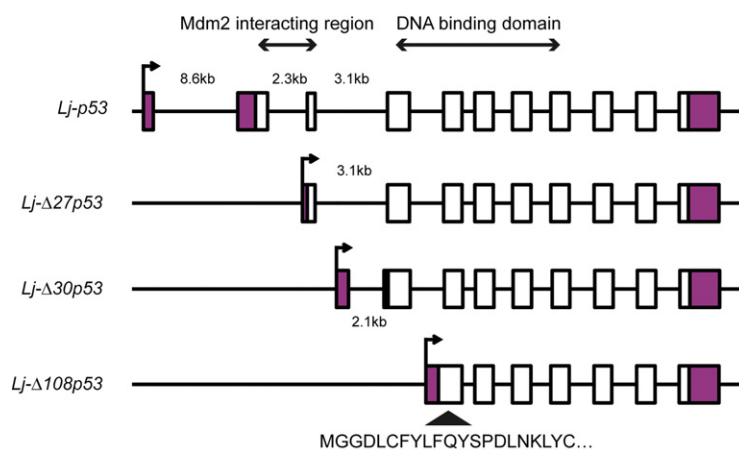 Mdm2 interacting region
DNA binding domain
8.6kb
2.3kb
3.1kb
Lj-p53
3.1kb
Lj-Δ27p53
Lj-Δ30p53
2.1kb
Lj-Δ108p53
MGGDLCFYLFQYSPDLNKLYC...